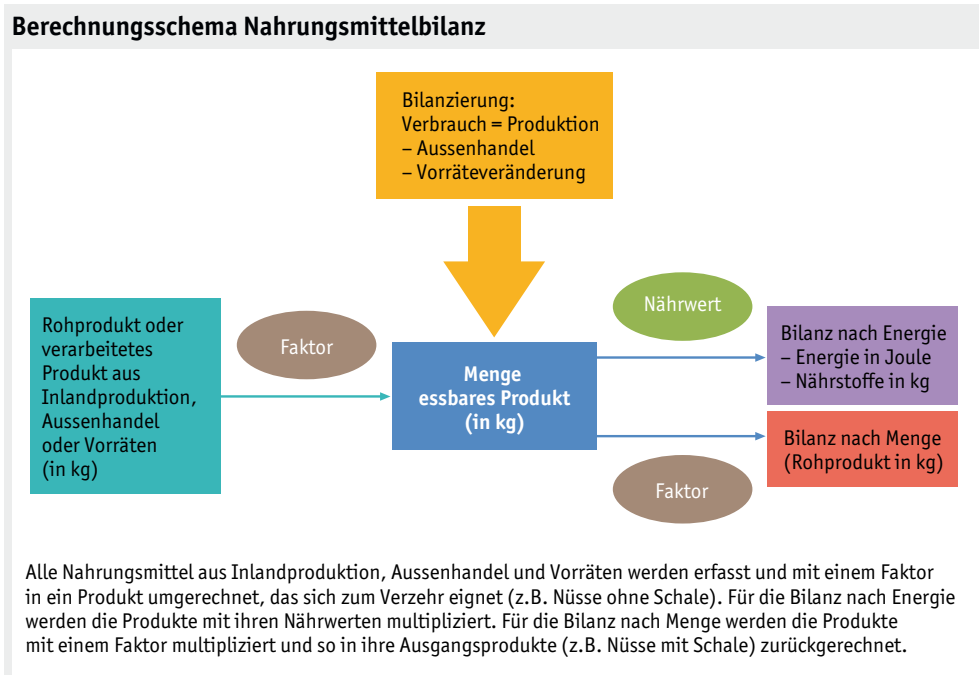 Berechnungsschema Nahrungsmittelbilanz
Bilanzierung:
Verbrauch = Produktion
– Aussenhandel
– Vorräteveränderung
Rohprodukt oder
verarbeitetes
Produkt aus
Inlandproduktion,
Aussenhandel
oder Vorräten
(in kg)
Faktor
Menge
essbares Produkt
(in kg)
Nährwert
Bilanz nach Energie
– Energie in Joule
– Nährstoffe in kg
Bilanz nach Menge
(Rohprodukt in kg)
Faktor
Alle Nahrungsmittel aus Inlandproduktion, Aussenhandel und Vorräten werden erfasst und mit einem Faktor
in ein Produkt umgerechnet, das sich zum Verzehr eignet (z.B. Nüsse ohne Schale). Für die Bilanz nach Energie
werden die Produkte mit ihren Nährwerten multipliziert. Für die Bilanz nach Menge werden die Produkte
mit einem Faktor multipliziert und so in ihre Ausgangsprodukte (z.B. Nüsse mit Schale) zurückgerechnet.